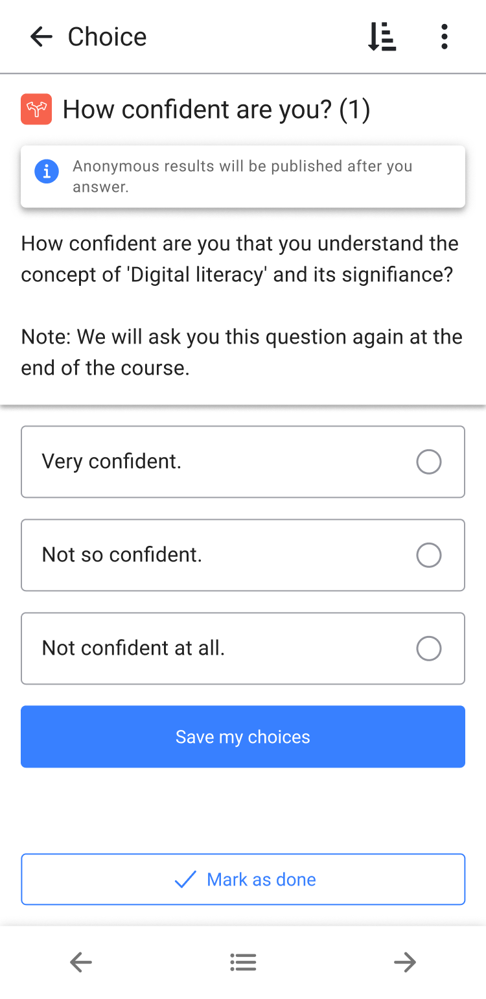 Choice
How confident are you? (1)
Anonymous results will be published after you
answer.
How confident are you that you understand the
concept of 'Digital literacy' and its signifiance?
Note: We will ask you this question again at the
end of the course.
Very confident.
Not so confident.
Not confident at all.
Save my choices
Mark as done